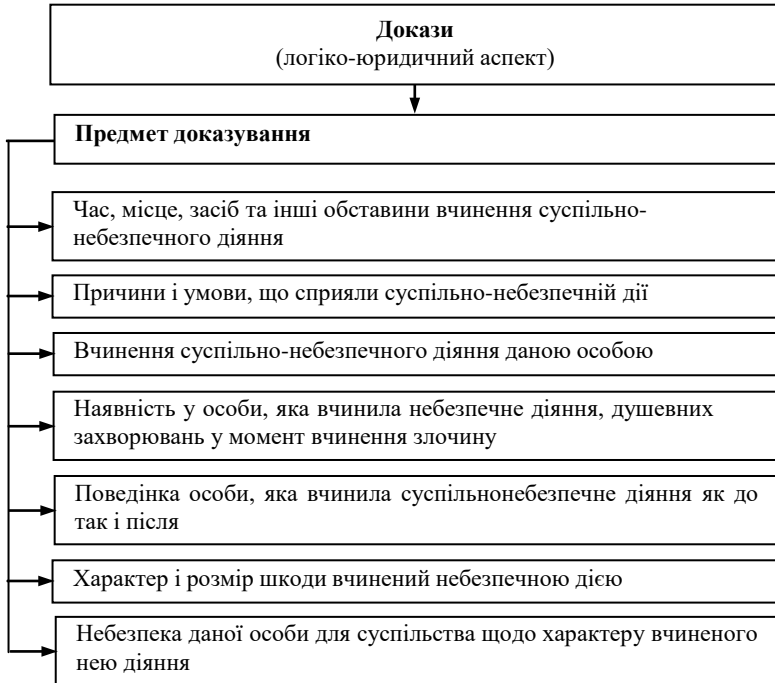 Докази
(логіко-юридичний аспект)
Предмет доказування
Час, місце, засіб та інші обставини вчинення суспільно-
небезпечного діяння
Причини і умови, що сприяли суспільно-небезпечній дії
Вчинення суспільно-небезпечного діяння даною особою
Наявність у особи, яка вчинила небезпечне діяння, душевних
захворювань у момент вчинення злочину
Поведінка особи, яка вчинила суспільнонебезпечне діяння як до
так і після
Характер і розмір шкоди вчинений небезпечною дією
Небезпека даної особи для суспільства щодо характеру вчиненого
нею діяння